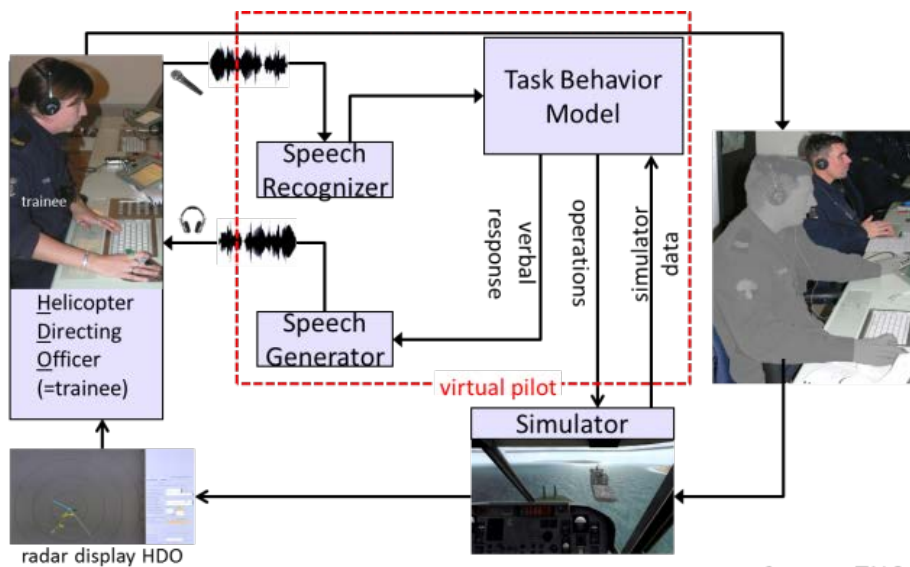 Task Behavior
Model
Speech
Recognizer
trainee
verbal
response
operations
simulator
data
Helicopter
Directing
Officer
(=trainee)
Speech
Generator
virtual pilot
Simulator
radar display HDO